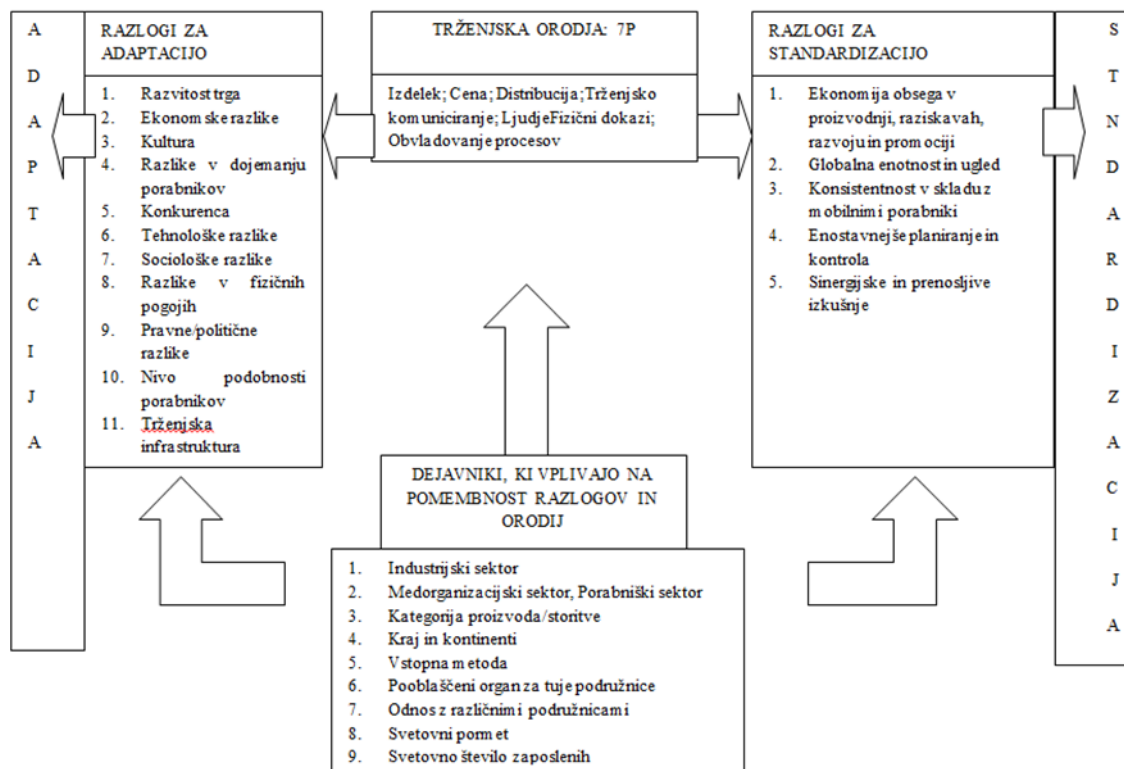 A
D
A
P
T
A
C
I
J
A
RAZLOGI ZA
ADAPTACIJO
1. Razvitost trga
2. Ekonomske razlike
3. Kultura
4. Razlike v dojemanju
porabnikov
5. Konkurenca
6. Tehnološke razlike
7. Sociološke razlike
8. Razlike v fizičnih
pogojih
9. Pravne/politične
razlike
10. Nivo podobnosti
porabnikov
11. Trženjska
infrastruktura
TRŽENJSKA ORODJA: 7P
Izdelek; Cena; Distribucija;Trženjsko
komuniciranje; LjudjeFizični dokazi;
Obvladovanje procesov
RAZLOGI ZA
STANDARDIZACIJO
1. Ekonomija obsega v
proizvodnji, raziskavah,
razvoju in promociji
2. Globalna enotnost in ugled
3. Konsistentnost v skladu z
mobilnimi porabniki
4. Enostavnejše planiranje in
kontrola
5. Sinergijske in prenosljive
izkušnje
S
T
N
D
A
R
D
I
Z
A
C
I
J
A
DEJAVNIKI, KI VPLIVAJO NA
POMEMBNOST RAZLOGOV IN
ORODIJ
1. Industrijski sektor
2. Medorganizacijski sektor, Porabniški sektor
3. Kategorija proizvoda/storitve
4. Kraj in kontinenti
5. Vstopna metoda
6. Pooblaščeni organ za tuje podružnice
7. Odnos z različnimi podružnicami
8. Svetovni pormet
9. Svetovno število zaposlenih